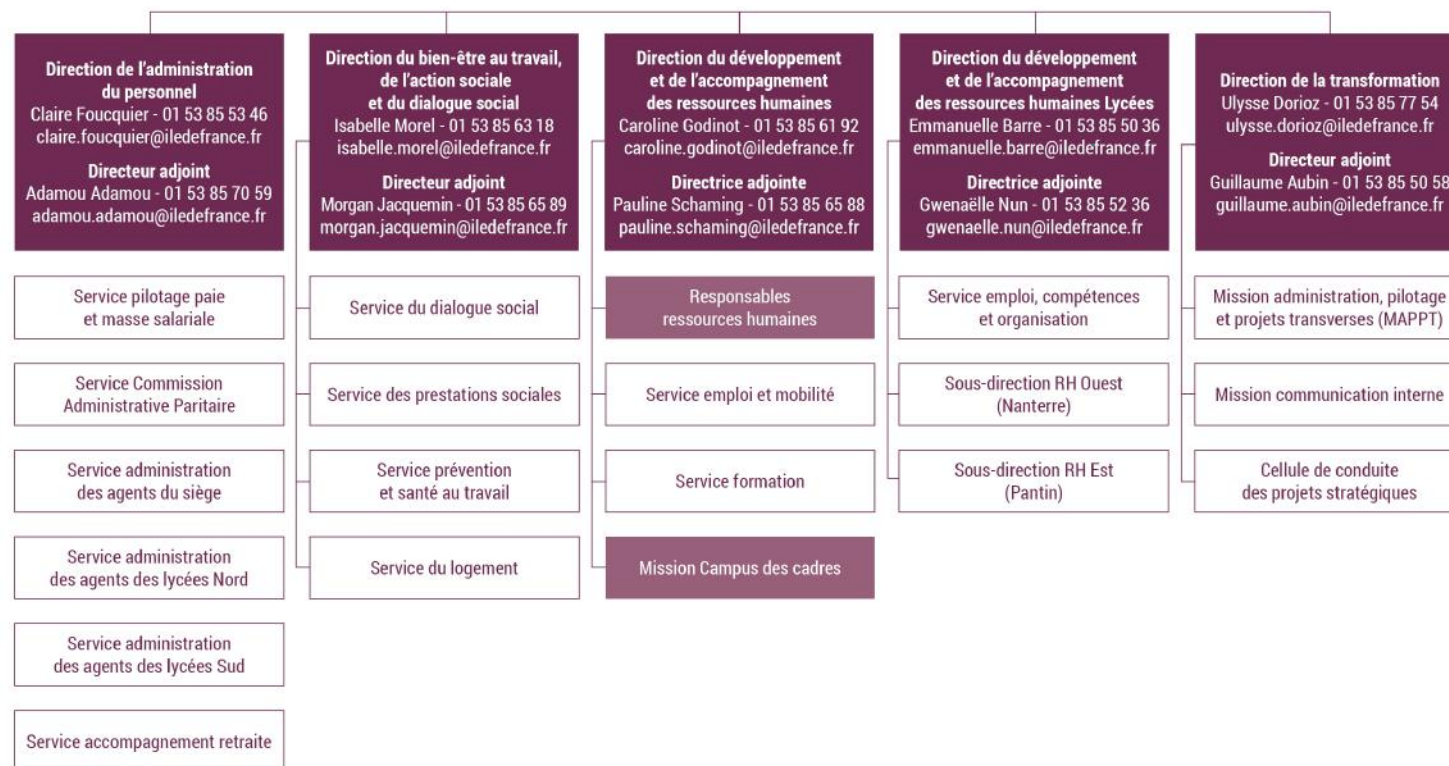 Direction de l'administration
du personnel
Claire Foucquier - 01 53 85 53 46
claire.foucquier@iledefrance.fr
Directeur adjoint
Adamou Adamou - 01 53 85 70 59
adamou.adamou@iledefrance.fr
Service pilotage paie
et masse salariale
Service Commission
Administrative Paritaire
Service administration
des agents du siège
Service administration
des agents des lycées Nord
Service administration
des agents des lycées Sud
Service accompagnement retraite
Direction du bien-être au travail,
de l'action sociale
et du dialogue social
Isabelle Morel - 01 53 85 63 18
isabelle.morel@iledefrance.fr
Directeur adjoint
Morgan Jacquemin - 01 53 85 65 89
morgan.jacquemin@iledefrance.fr
Service du dialogue social
Service des prestations sociales
Service prévention
et santé au travail
Service du logement
Direction du développement
et de l'accompagnement
des ressources humaines
Caroline Godinot - 01 53 85 61 92
caroline.godinot@iledefrance.fr
Directrice adjointe
Pauline Schaming - 01 53 85 65 88
pauline.schaming@iledefrance.fr
Responsables
ressources humaines
Service emploi et mobilité
Service formation
Mission Campus des cadres
Direction du développement
et de l'accompagnement
des ressources humaines Lycées
Emmanuelle Barre - 01 53 85 50 36
emmanuelle.barre@iledefrance.fr
Directrice adjointe
Gwenaëlle Nun - 01 53 85 52 36
gwenaelle.nun@iledefrance.fr
Service emploi, compétences
et organisation
Sous-direction RH Ouest
(Nanterre)
Sous-direction RH Est
(Pantin)
Direction de la transformation
Ulysse Dorioz - 01 53 85 77 54
ulysse.dorioz@iledefrance.fr
Directeur adjoint
Guillaume Aubin - 01 53 85 50 58
guillaume.aubin@iledefrance.fr
Mission administration, pilotage
et projets transverses (MAPPT)
Mission communication interne
Cellule de conduite
des projets stratégiques